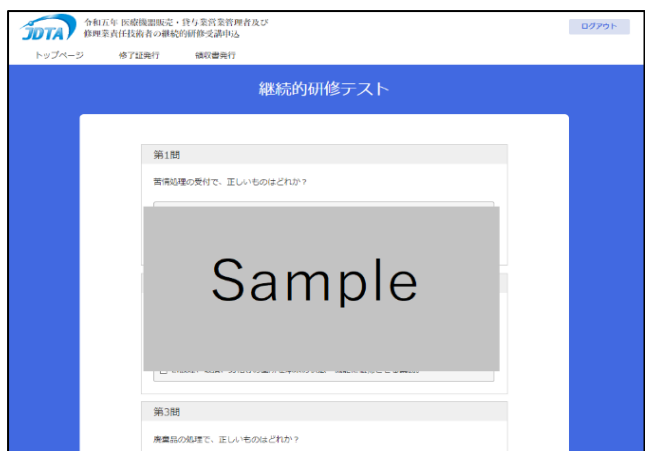 JDTA
令和五年 医療機器販売・貸与業営業管理者及び
修理業責任技術者の継続的研修受講申込
ログアウト
トップページ 修了証発行 領収書発行
継続的研修テスト
第1問
苦情処理の受付で、正しいものはどれか？
Sample
第3問
廃棄品の処理で、正しいものはどれか？